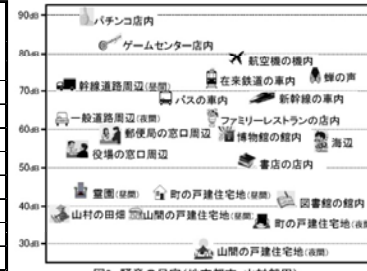 90dB
パチンコ店内
ゲームセンター店内
80dB
航空機の機内
在来鉄道の車内
蝉の声
幹線道路周辺(昼間)
70dB
バスの車内
新幹線の車内
一般道路周辺(夜間)
ファミリーレストランの店内
60dB
郵便局の窓口周辺
博物館の館内
海辺
役場の窓口周辺
50dB
書店の店内
霊園(昼間)
町の戸建住宅地(昼間)
図書館の館内
40dB
山村の田畑
山間の戸建住宅地(昼間)
町の戸建住宅地(夜間)
30dB
山間の戸建住宅地(夜間)